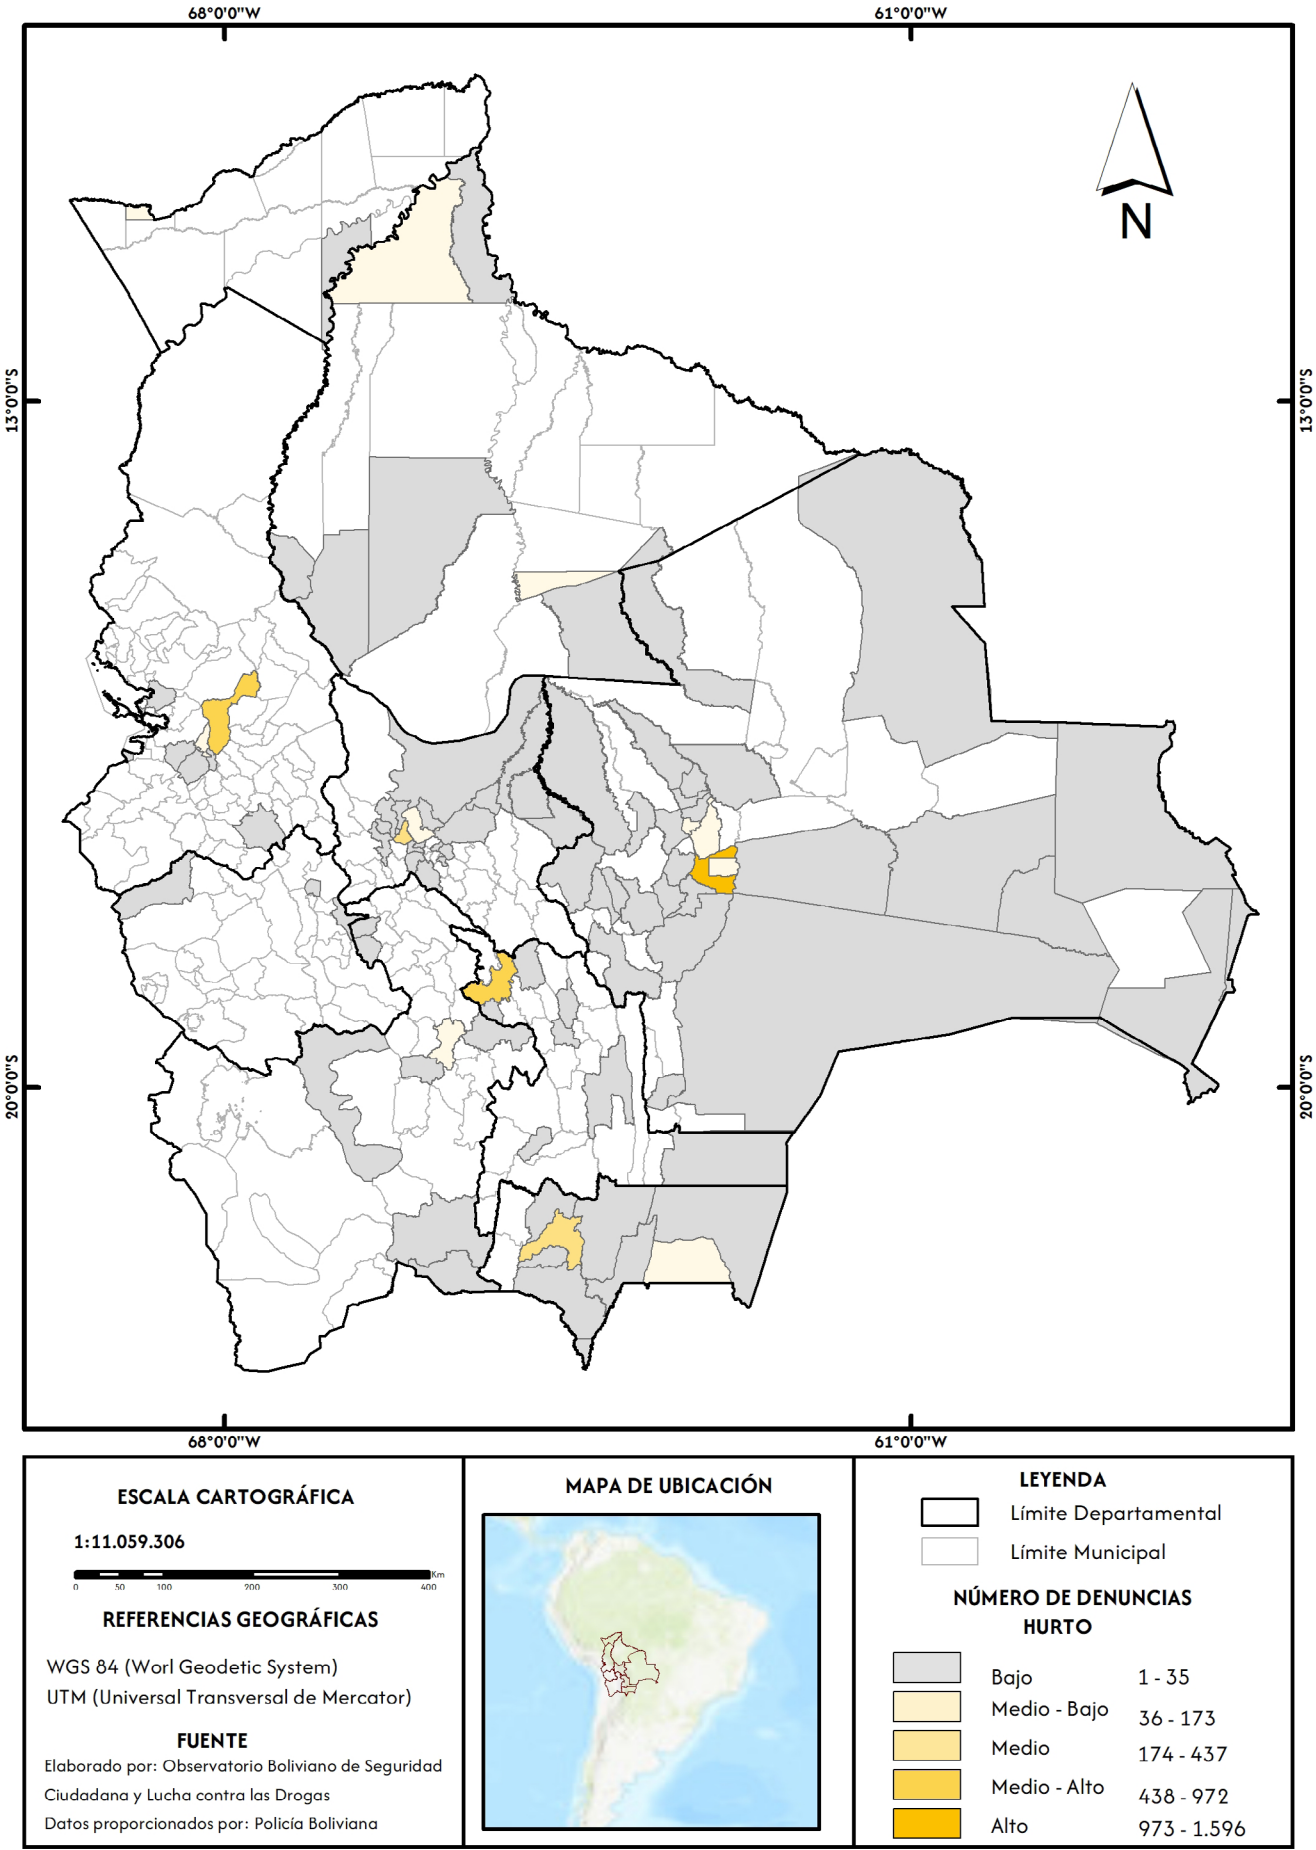 68°0'0"W
61°0'0"W
N
13°0'0"S
13°0'0"S
20°0'0"S
20°0'0"S
68°0'0"W
61°0'0"W
ESCALA CARTOGRÁFICA
1:11.059.306
Km
0 50 100 200 300 400
REFERENCIAS GEOGRÁFICAS
WGS 84 (Worl Geodetic System)
UTM (Universal Transversal de Mercator)
FUENTE
Elaborado por: Observatorio Boliviano de Seguridad
Ciudadana y Lucha contra las Drogas
Datos proporcionados por: Policía Boliviana
MAPA DE UBICACIÓN
LEYENDA
Límite Departamental
Límite Municipal
NÚMERO DE DENUNCIAS
HURTO
Bajo 1 - 35
Medio - Bajo 36 - 173
Medio 174 - 437
Medio - Alto 438 - 972
Alto 973 - 1.596